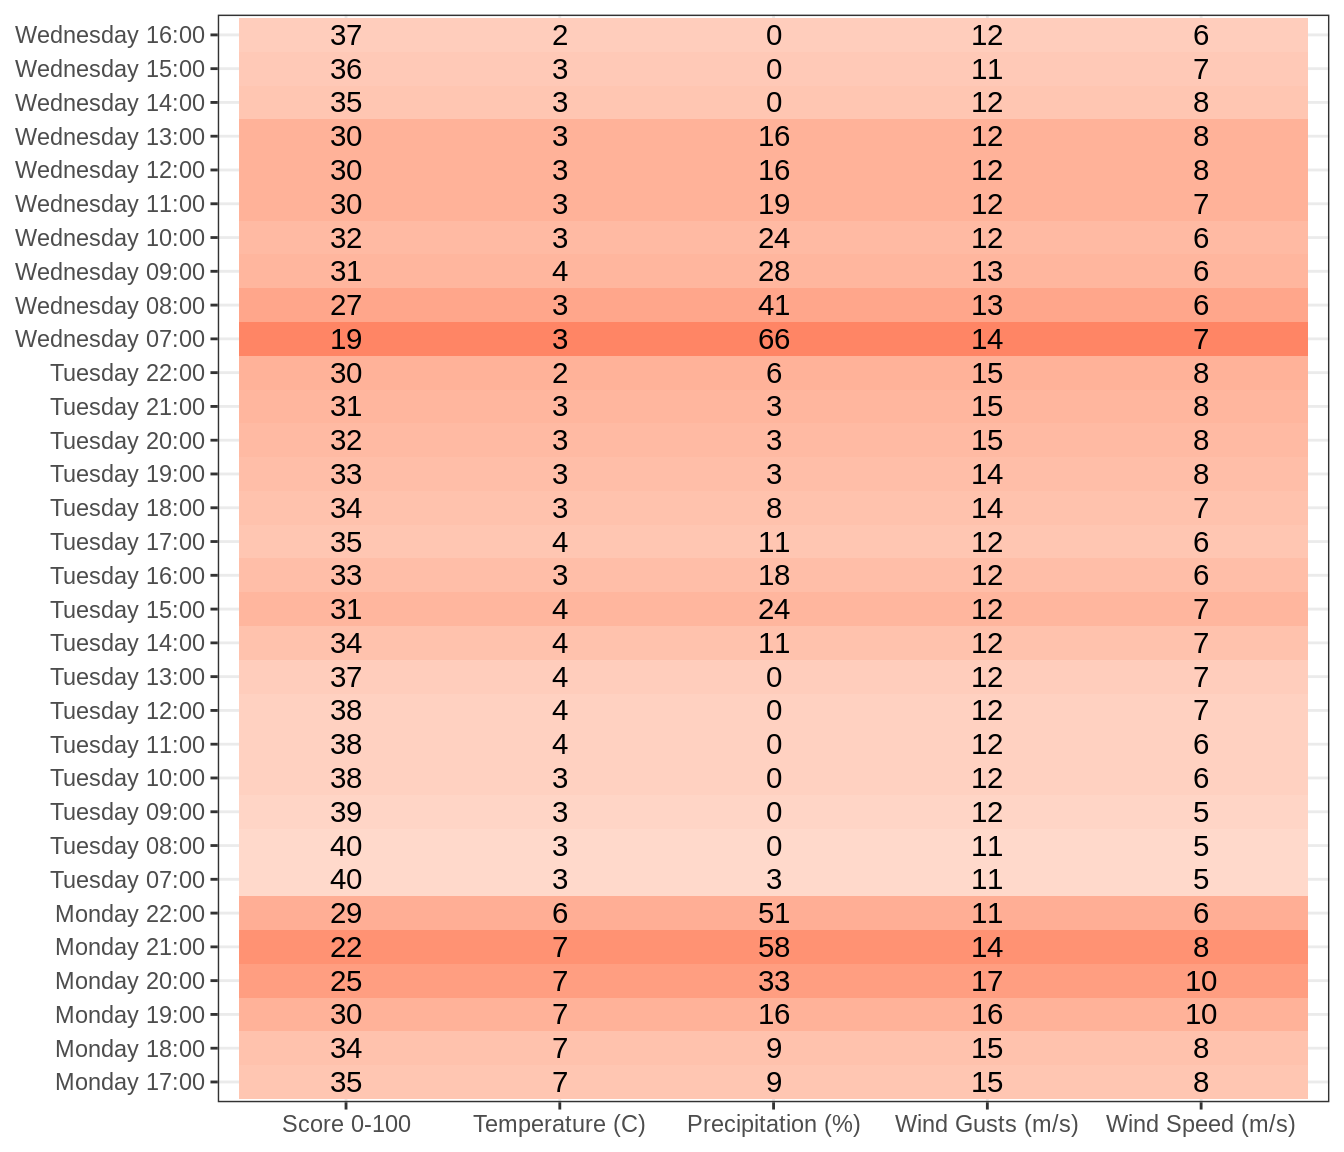 Wednesday 16:00 37 2 0 12 6
Wednesday 15:00 36 3 0 11 7
Wednesday 14:00 35 3 0 12 8
Wednesday 13:00 30 3 16 12 8
Wednesday 12:00 30 3 16 12 8
Wednesday 11:00 30 3 19 12 7
Wednesday 10:00 32 3 24 12 6
Wednesday 09:00 31 4 28 13 6
Wednesday 08:00 27 3 41 13 6
Wednesday 07:00 19 3 66 14 7
Tuesday 22:00 30 2 6 15 8
Tuesday 21:00 31 3 3 15 8
Tuesday 20:00 32 3 3 15 8
Tuesday 19:00 33 3 3 14 8
Tuesday 18:00 34 3 8 14 7
Tuesday 17:00 35 4 11 12 6
Tuesday 16:00 33 3 18 12 6
Tuesday 15:00 31 4 24 12 7
Tuesday 14:00 34 4 11 12 7
Tuesday 13:00 37 4 0 12 7
Tuesday 12:00 38 4 0 12 7
Tuesday 11:00 38 4 0 12 6
Tuesday 10:00 38 3 0 12 6
Tuesday 09:00 39 3 0 12 5
Tuesday 08:00 40 3 0 11 5
Tuesday 07:00 40 3 3 11 5
Monday 22:00 29 6 51 11 6
Monday 21:00 22 7 58 14 8
Monday 20:00 25 7 33 17 10
Monday 19:00 30 7 16 16 10
Monday 18:00 34 7 9 15 8
Monday 17:00 35 7 9 15 8
Score 0-100 Temperature (C) Precipitation (%) Wind Gusts (m/s) Wind Speed (m/s)